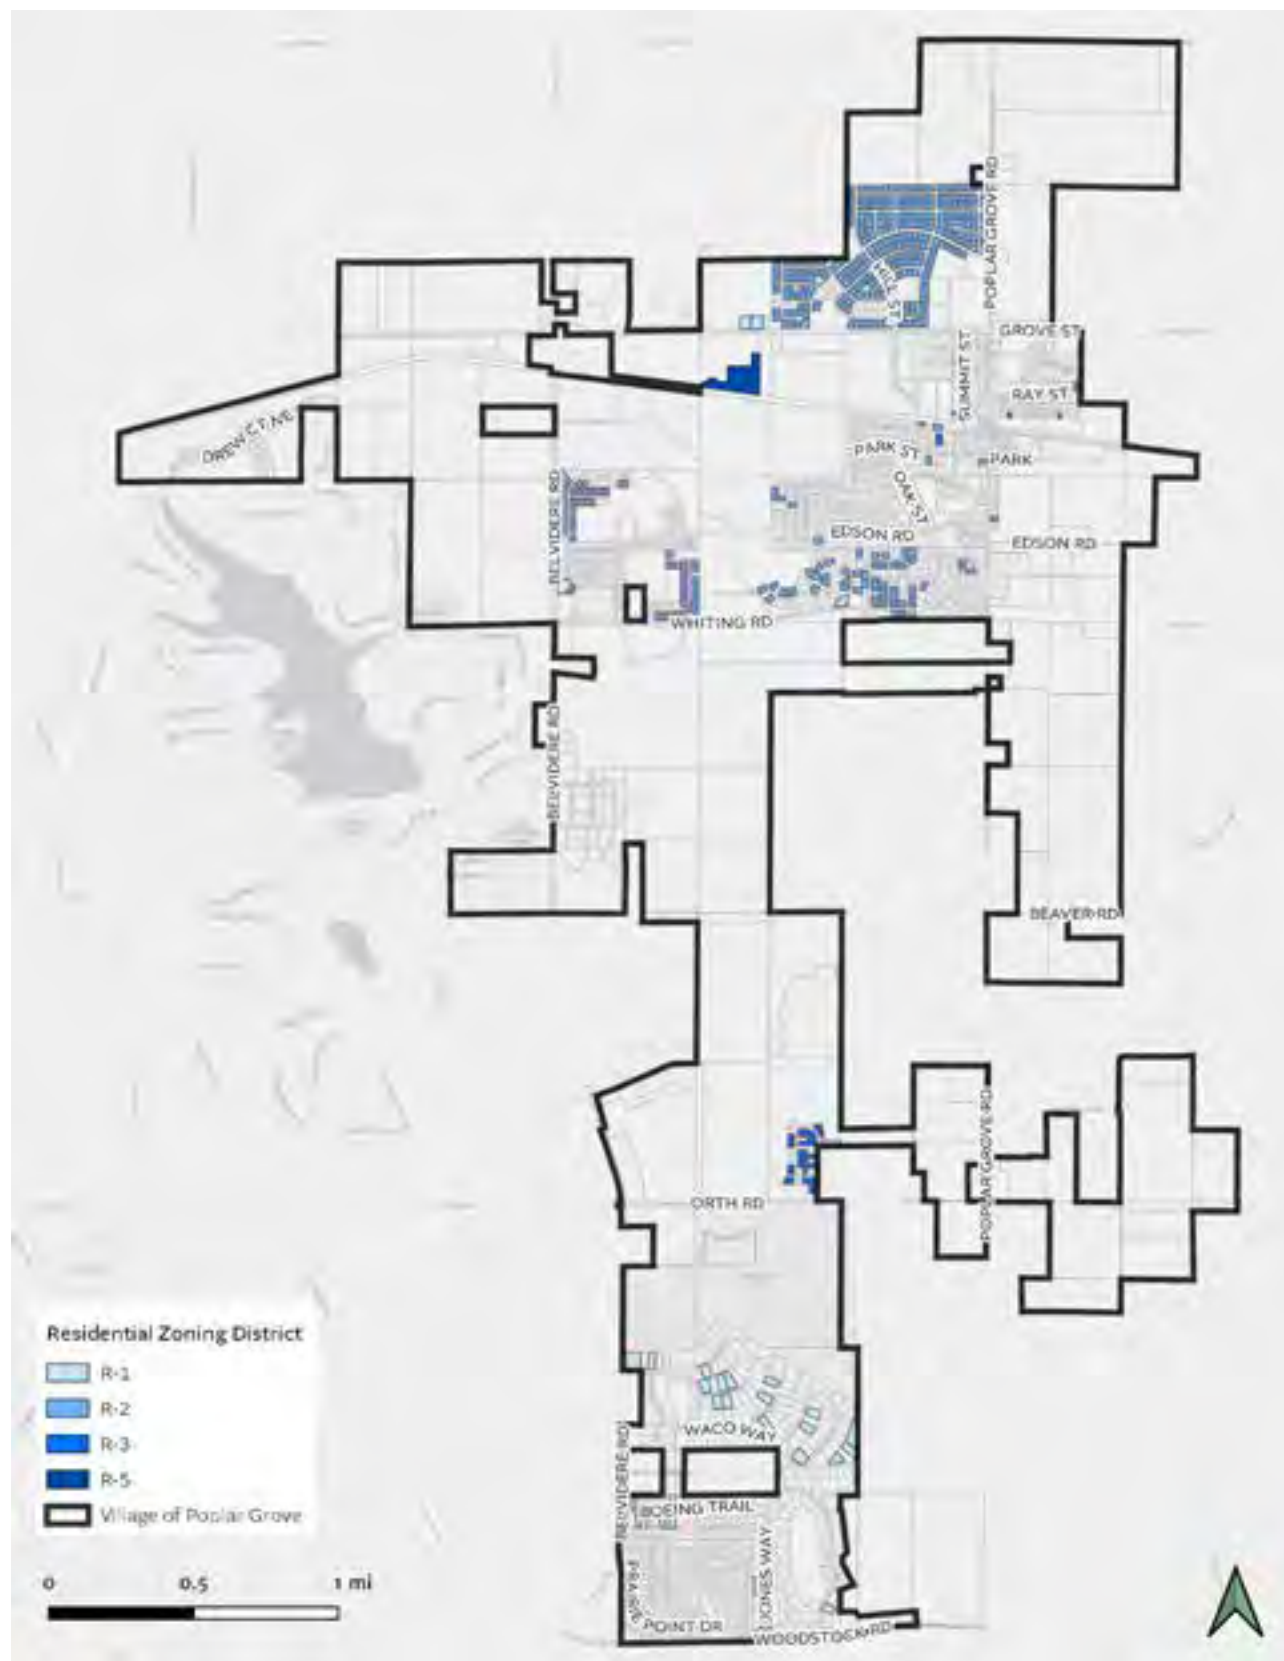 POPLAR GROVE RD
HILL ST
GROVE ST
SUMMIT ST
RAY ST
DREW CT NE
PARK ST
PARK
OAK ST
BELVIDERE RD
EDSON RD
EDSON RD
WHITING RD
BELVIDERE RD
BEAVER RD
POPLAR GROVE RD
ORTH RD
Residential Zoning District
R-1
R-2
R-3
R-5
Village of Poplar Grove
WACO WAY
BELVIDERE RD
BOEING TRAIL
JONES WAY
0 0.5 1 mi
POINT DR
WOODSTOCK RD